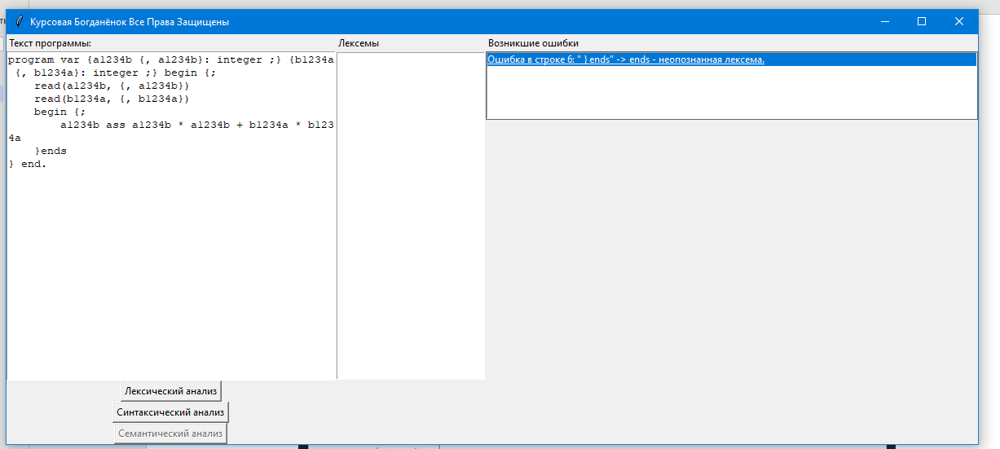 Курсовая Богданёнок Все Права Защищены
Текст программы:
Лексемы
Возникшие ошибки
program var {a1234b {, a1234b}: integer ;} {b1234a
{, b1234a}: integer ;} begin {;
read(a1234b, {, a1234b})
read(b1234a, {, b1234a})
begin {;
a1234b ass a1234b * a1234b + b1234a * b123
4a
}ends
} end.
Ошибка в строке 6: " } ends" -> ends - неопознанная лексема.
Лексический анализ
Синтаксический анализ
Семантический анализ